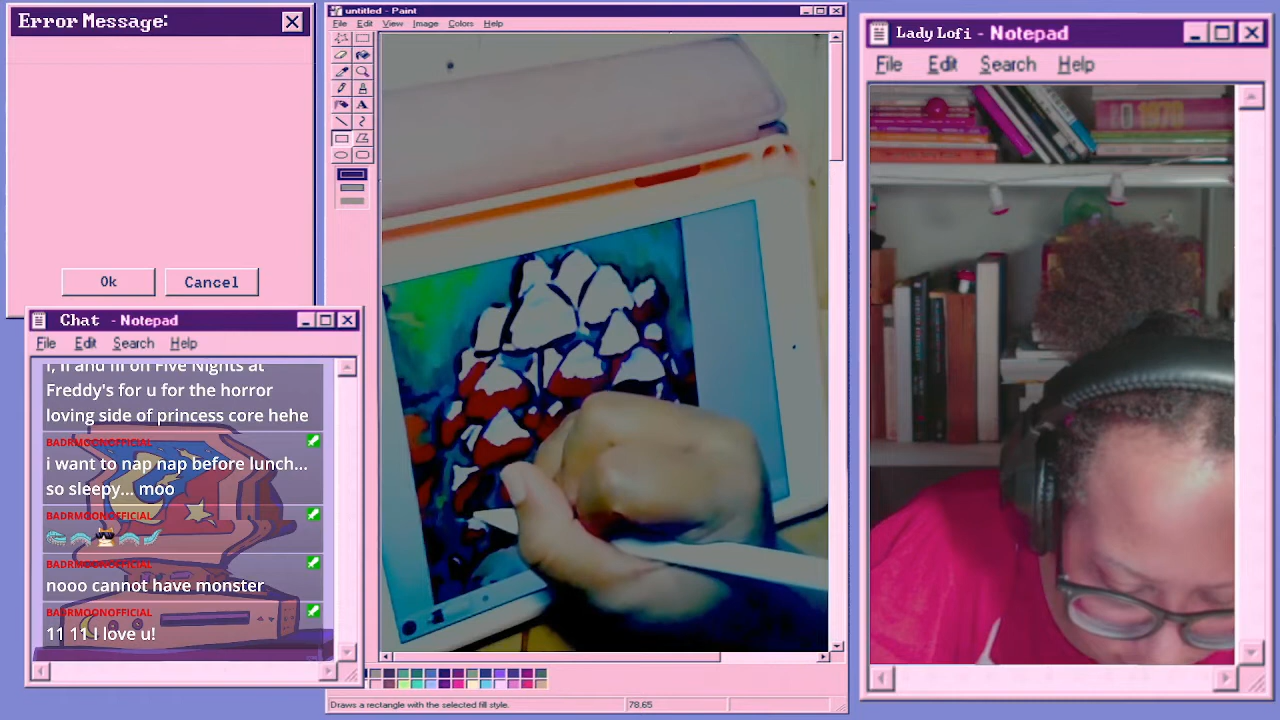 Error Message:
Ok
Cancel
Chat - Notepad
File Edit Search Help
I, II and III on Five Nights at
Freddy's for u for the horror
loving side of princess core hehe
BADRMOONOFFICIAL
i want to nap nap before lunch...
so sleepy... moo
BADRMOONOFFICIAL
BADRMOONOFFICIAL
nooo cannot have monster
BADRMOONOFFICIAL
11 11 I love u!
untitled - Paint
File Edit View Image Colors Help
A
Draws a rectangle with the selected fill style.
78,65
Lady Lofi - Notepad
File Edit Search Help
1970